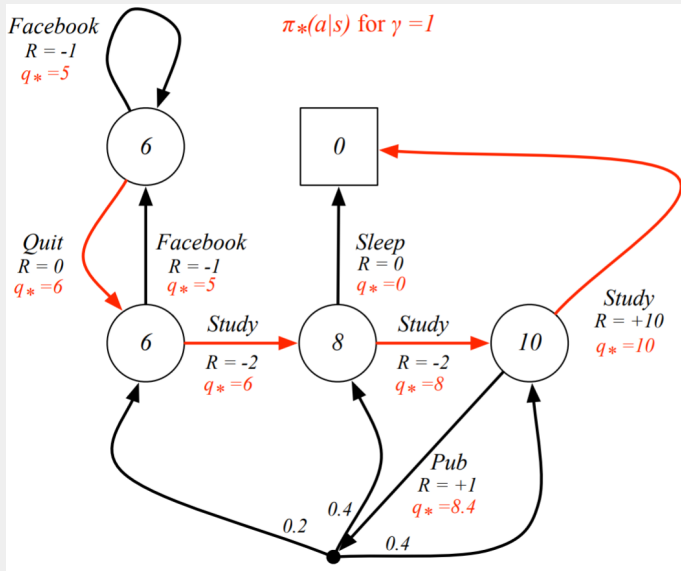 Facebook
R = -1
q* =5
π*(a|s) for γ =1
6
0
Quit
R = 0
q* =6
Facebook
R = -1
q* =5
Sleep
R = 0
q* =0
Study
R = +10
q* =10
6
Study
R = -2
q* =6
8
Study
R = -2
q* =8
10
Pub
R = +1
q* =8.4
0.2
0.4
0.4